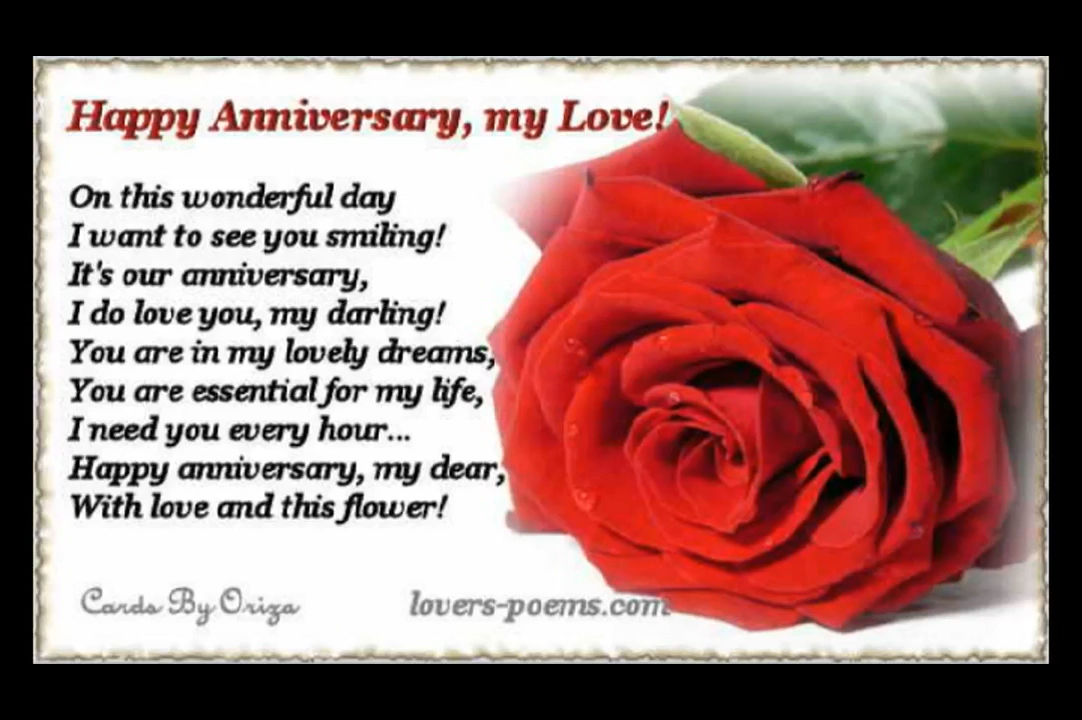 Happy Anniversary, my Love!
On this wonderful day
I want to see you smiling!
It's our anniversary,
I do love you, my darling!
You are in my lovely dreams,
You are essential for my life,
I need you every hour...
Happy anniversary, my dear,
With love and this flower!
Cards By Oriza
lovers-poems.com